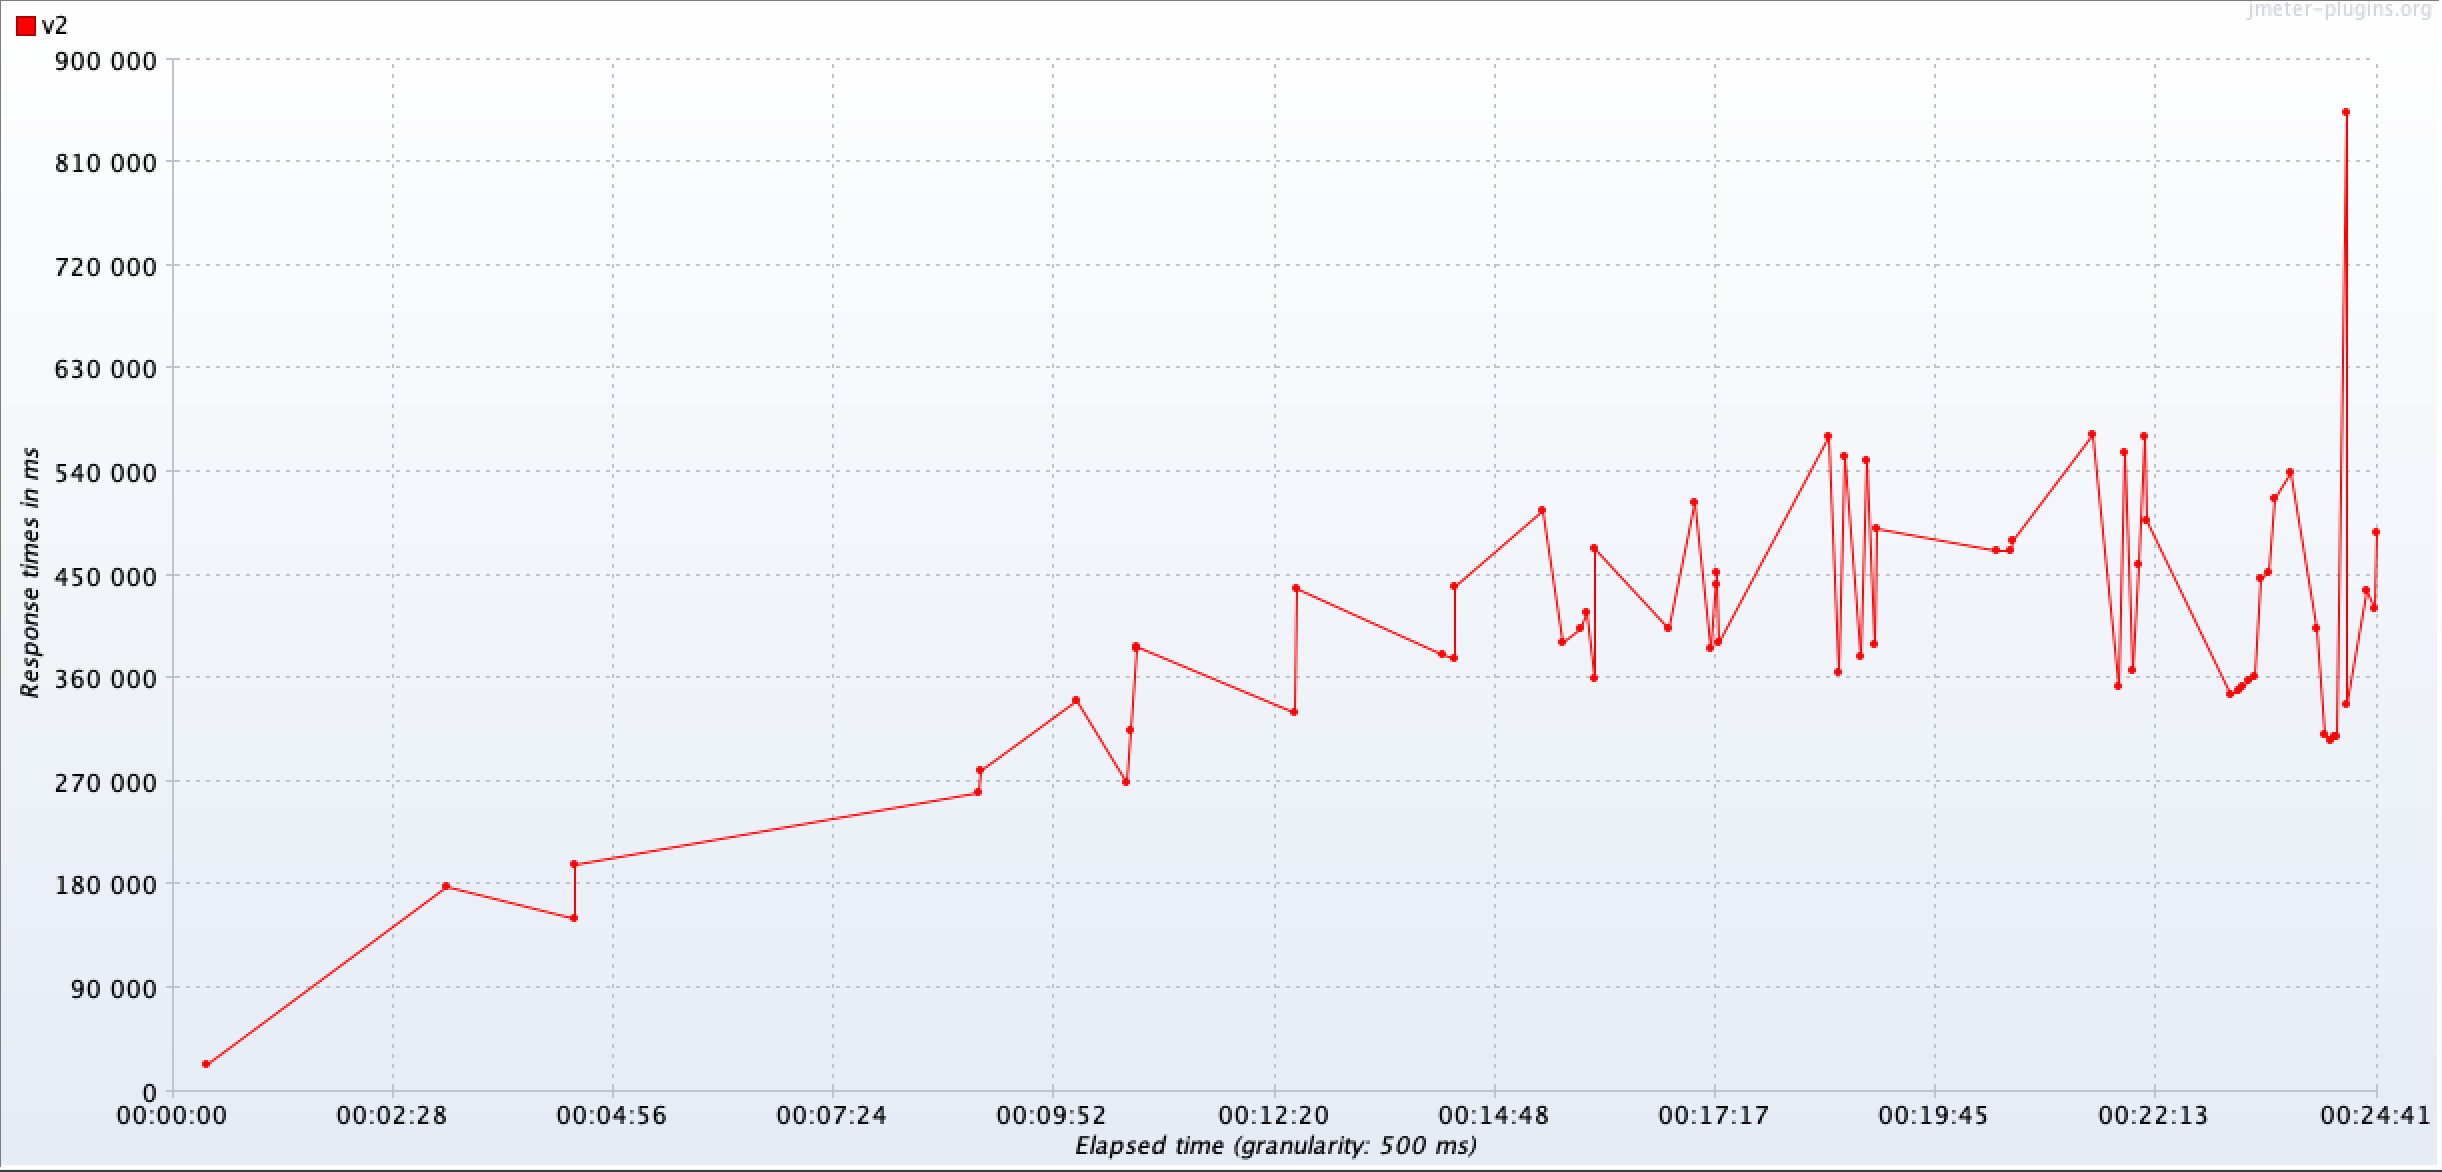 jmeter-plugins.org
v2
900 000
810 000
720 000
630 000
540 000
450 000
360 000
270 000
180 000
90 000
0
Response times in ms
00:00:00 00:02:28 00:04:56 00:07:24 00:09:52 00:12:20 00:14:48 00:17:17 00:19:45 00:22:13 00:24:41
Elapsed time (granularity: 500 ms)